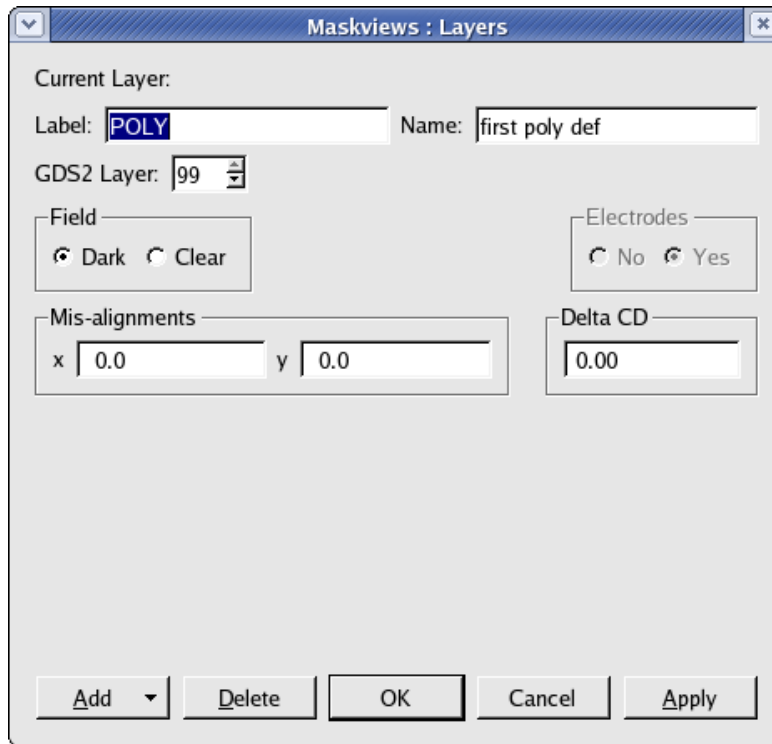 Maskviews : Layers
Current Layer:
Label: POLY Name: first poly def
GDS2 Layer: 99
Field Electrodes
Dark Clear No Yes
Mis-alignments Delta CD
x 0.0 y 0.0 0.00
Add Delete OK Cancel Apply